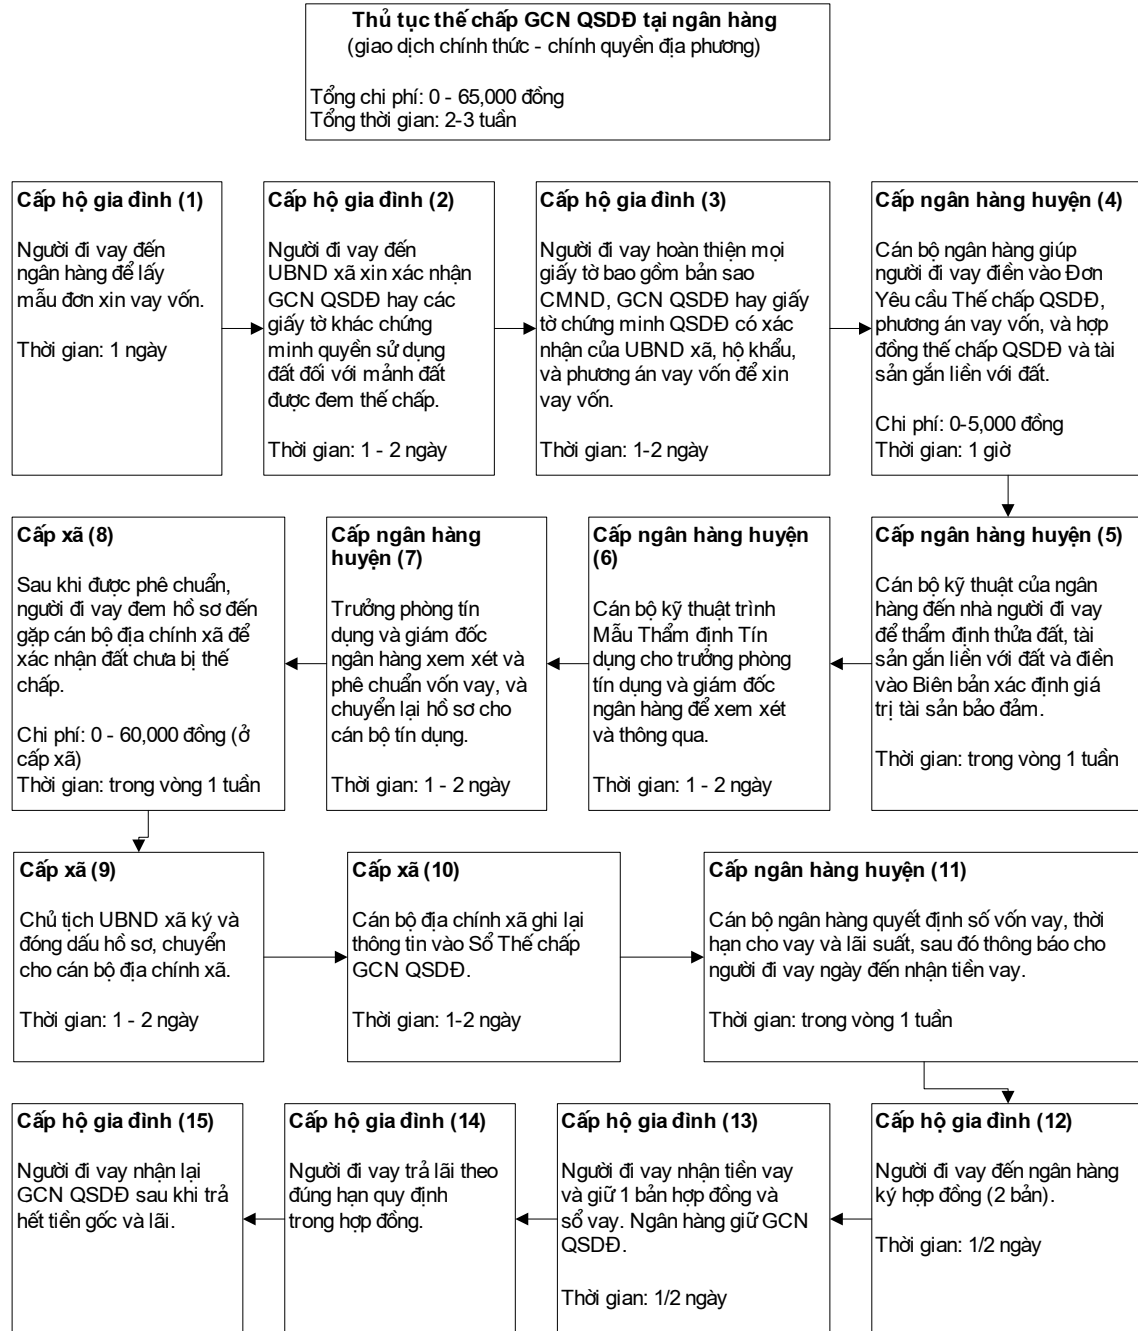 Thủ tục thế chấp GCN QSDĐ tại ngân hàng
(giao dịch chính thức - chính quyền địa phương)
Tổng chi phí: 0 - 65,000 đồng
Tổng thời gian: 2-3 tuần
Cấp hộ gia đình (1)
Người đi vay đến
ngân hàng để lấy
mẫu đơn xin vay vốn.
Thời gian: 1 ngày
Cấp hộ gia đình (2)
Người đi vay đến
UBND xã xin xác nhận
GCN QSDĐ hay các
giấy tờ khác chứng
minh quyền sử dụng
đất đối với mảnh đất
được đem thế chấp.
Thời gian: 1 - 2 ngày
Cấp hộ gia đình (3)
Người đi vay hoàn thiện mọi
giấy tờ bao gồm bản sao
CMND, GCN QSDĐ hay giấy
tờ chứng minh QSDĐ có xác
nhận của UBND xã, hộ khẩu,
và phương án vay vốn để xin
vay vốn.
Thời gian: 1-2 ngày
Cấp ngân hàng huyện (4)
Cán bộ ngân hàng giúp
người đi vay điền vào Đơn
Yêu cầu Thế chấp QSDĐ,
phương án vay vốn, và hợp
đồng thế chấp QSDĐ và tài
sản gắn liền với đất.
Chi phí: 0-5,000 đồng
Thời gian: 1 giờ
Cấp ngân hàng huyện (5)
Cán bộ kỹ thuật của ngân
hàng đến nhà người đi vay
để thẩm định thửa đất, tài
sản gắn liền với đất và điền
vào Biên bản xác định giá
trị tài sản bảo đảm.
Thời gian: trong vòng 1 tuần
Cấp ngân hàng huyện
(6)
Cán bộ kỹ thuật trình
Mẫu Thẩm định Tín
dụng cho trưởng phòng
tín dụng và giám đốc
ngân hàng để xem xét
và thông qua.
Thời gian: 1 - 2 ngày
Cấp ngân hàng
huyện (7)
Trưởng phòng tín
dụng và giám đốc
ngân hàng xem xét và
phê chuẩn vốn vay, và
chuyển lại hồ sơ cho
cán bộ tín dụng.
Thời gian: 1 - 2 ngày
Cấp xã (8)
Sau khi được phê chuẩn,
người đi vay đem hồ sơ đến
gặp cán bộ địa chính xã để
xác nhận đất chưa bị thế
chấp.
Chi phí: 0 - 60,000 đồng (ở
cấp xã)
Thời gian: trong vòng 1 tuần
Cấp xã (9)
Chủ tịch UBND xã ký và
đóng dấu hồ sơ, chuyển
cho cán bộ địa chính xã.
Thời gian: 1 - 2 ngày
Cấp xã (10)
Cán bộ địa chính xã ghi lại
thông tin vào Sổ Thế chấp
GCN QSDĐ.
Thời gian: 1-2 ngày
Cấp ngân hàng huyện (11)
Cán bộ ngân hàng quyết định số vốn vay, thời
hạn cho vay và lãi suất, sau đó thông báo cho
người đi vay ngày đến nhận tiền vay.
Thời gian: trong vòng 1 tuần
Cấp hộ gia đình (12)
Người đi vay đến ngân hàng
ký hợp đồng (2 bản).
Thời gian: 1/2 ngày
Cấp hộ gia đình (13)
Người đi vay nhận tiền vay
và giữ 1 bản hợp đồng và
sổ vay. Ngân hàng giữ GCN
QSDĐ.
Thời gian: 1/2 ngày
Cấp hộ gia đình (14)
Người đi vay trả lãi theo
đúng hạn quy định
trong hợp đồng.
Cấp hộ gia đình (15)
Người đi vay nhận lại
GCN QSDĐ sau khi trả
hết tiền gốc và lãi.